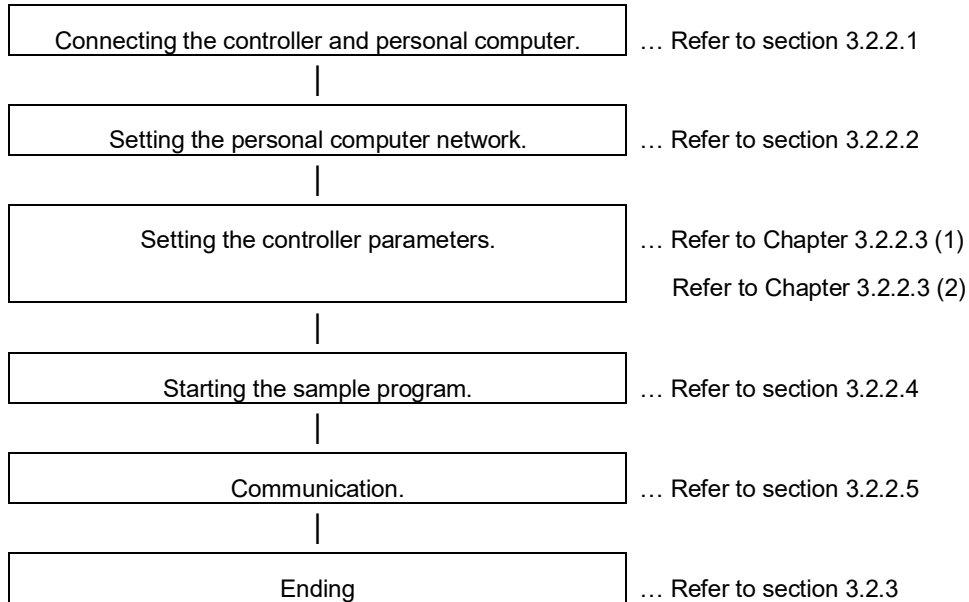 Connecting the controller and personal computer. … Refer to section 3.2.2.1
Setting the personal computer network. … Refer to section 3.2.2.2
Setting the controller parameters. … Refer to Chapter 3.2.2.3 (1)
Refer to Chapter 3.2.2.3 (2)
Starting the sample program. … Refer to section 3.2.2.4
Communication. … Refer to section 3.2.2.5
Ending … Refer to section 3.2.3